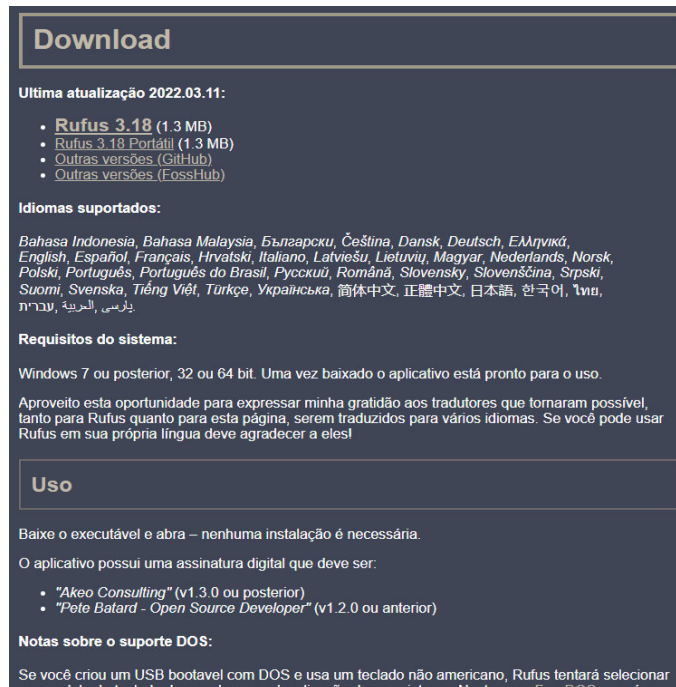 Download
Ultima atualização 2022.03.11:
Rufus 3.18 (1.3 MB)
Rufus 3.18 Portátil (1.3 MB)
Outras versões (GitHub)
Outras versões (FossHub)
Idiomas suportados:
Bahasa Indonesia, Bahasa Malaysia, Български, Čeština, Dansk, Deutsch, Ελληνικά,
English, Español, Français, Hrvatski, Italiano, Latviešu, Lietuvių, Magyar, Nederlands, Norsk,
Polski, Português, Português do Brasil, Русский, Română, Slovensky, Slovenščina, Srpski,
Suomi, Svenska, Tiếng Việt, Türkçe, Українська, 简体中文, 正體中文, 日本語, 한국어, ไทย,
עברית, العربية, پارسی.
Requisitos do sistema:
Windows 7 ou posterior, 32 ou 64 bit. Uma vez baixado o aplicativo está pronto para o uso.
Aproveito esta oportunidade para expressar minha gratidão aos tradutores que tornaram possível,
tanto para Rufus quanto para esta página, serem traduzidos para vários idiomas. Se você pode usar
Rufus em sua própria língua deve agradecer a eles!
Uso
Baixe o executável e abra – nenhuma instalação é necessária.
O aplicativo possui uma assinatura digital que deve ser:
"Akeo Consulting" (v1.3.0 ou posterior)
"Pete Batard - Open Source Developer" (v1.2.0 ou anterior)
Notas sobre o suporte DOS:
Se você criou um USB bootavel com DOS e usa um teclado não americano, Rufus tentará selecionar